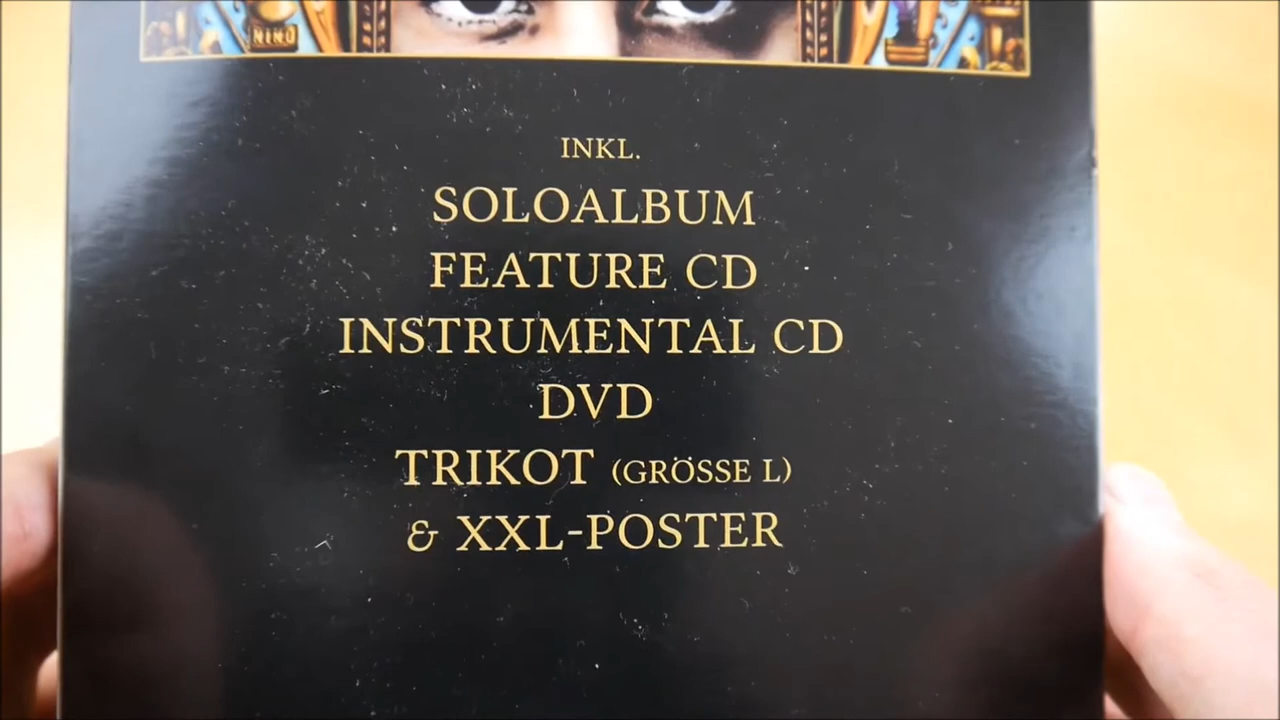 NINO
INKL.
SOLOALBUM
FEATURE CD
INSTRUMENTAL CD
DVD
TRIKOT (GRÖSSE L)
& XXL-POSTER